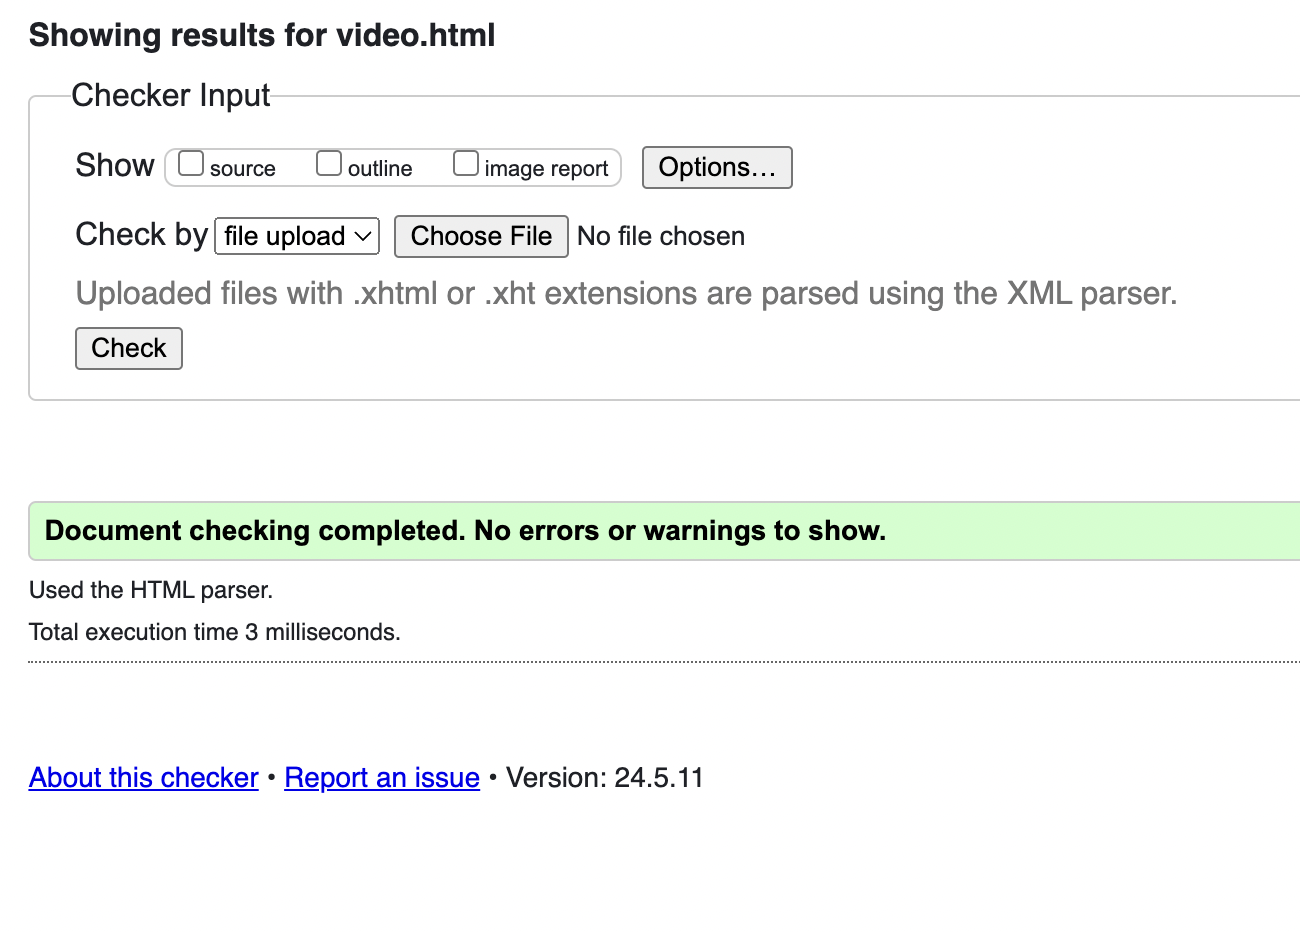 Showing results for video.html
Checker Input
Show source outline image report Options...
Check by file upload Choose File No file chosen
Uploaded files with .xhtml or .xht extensions are parsed using the XML parser.
Check
Document checking completed. No errors or warnings to show.
Used the HTML parser.
Total execution time 3 milliseconds.
About this checker • Report an issue • Version: 24.5.11